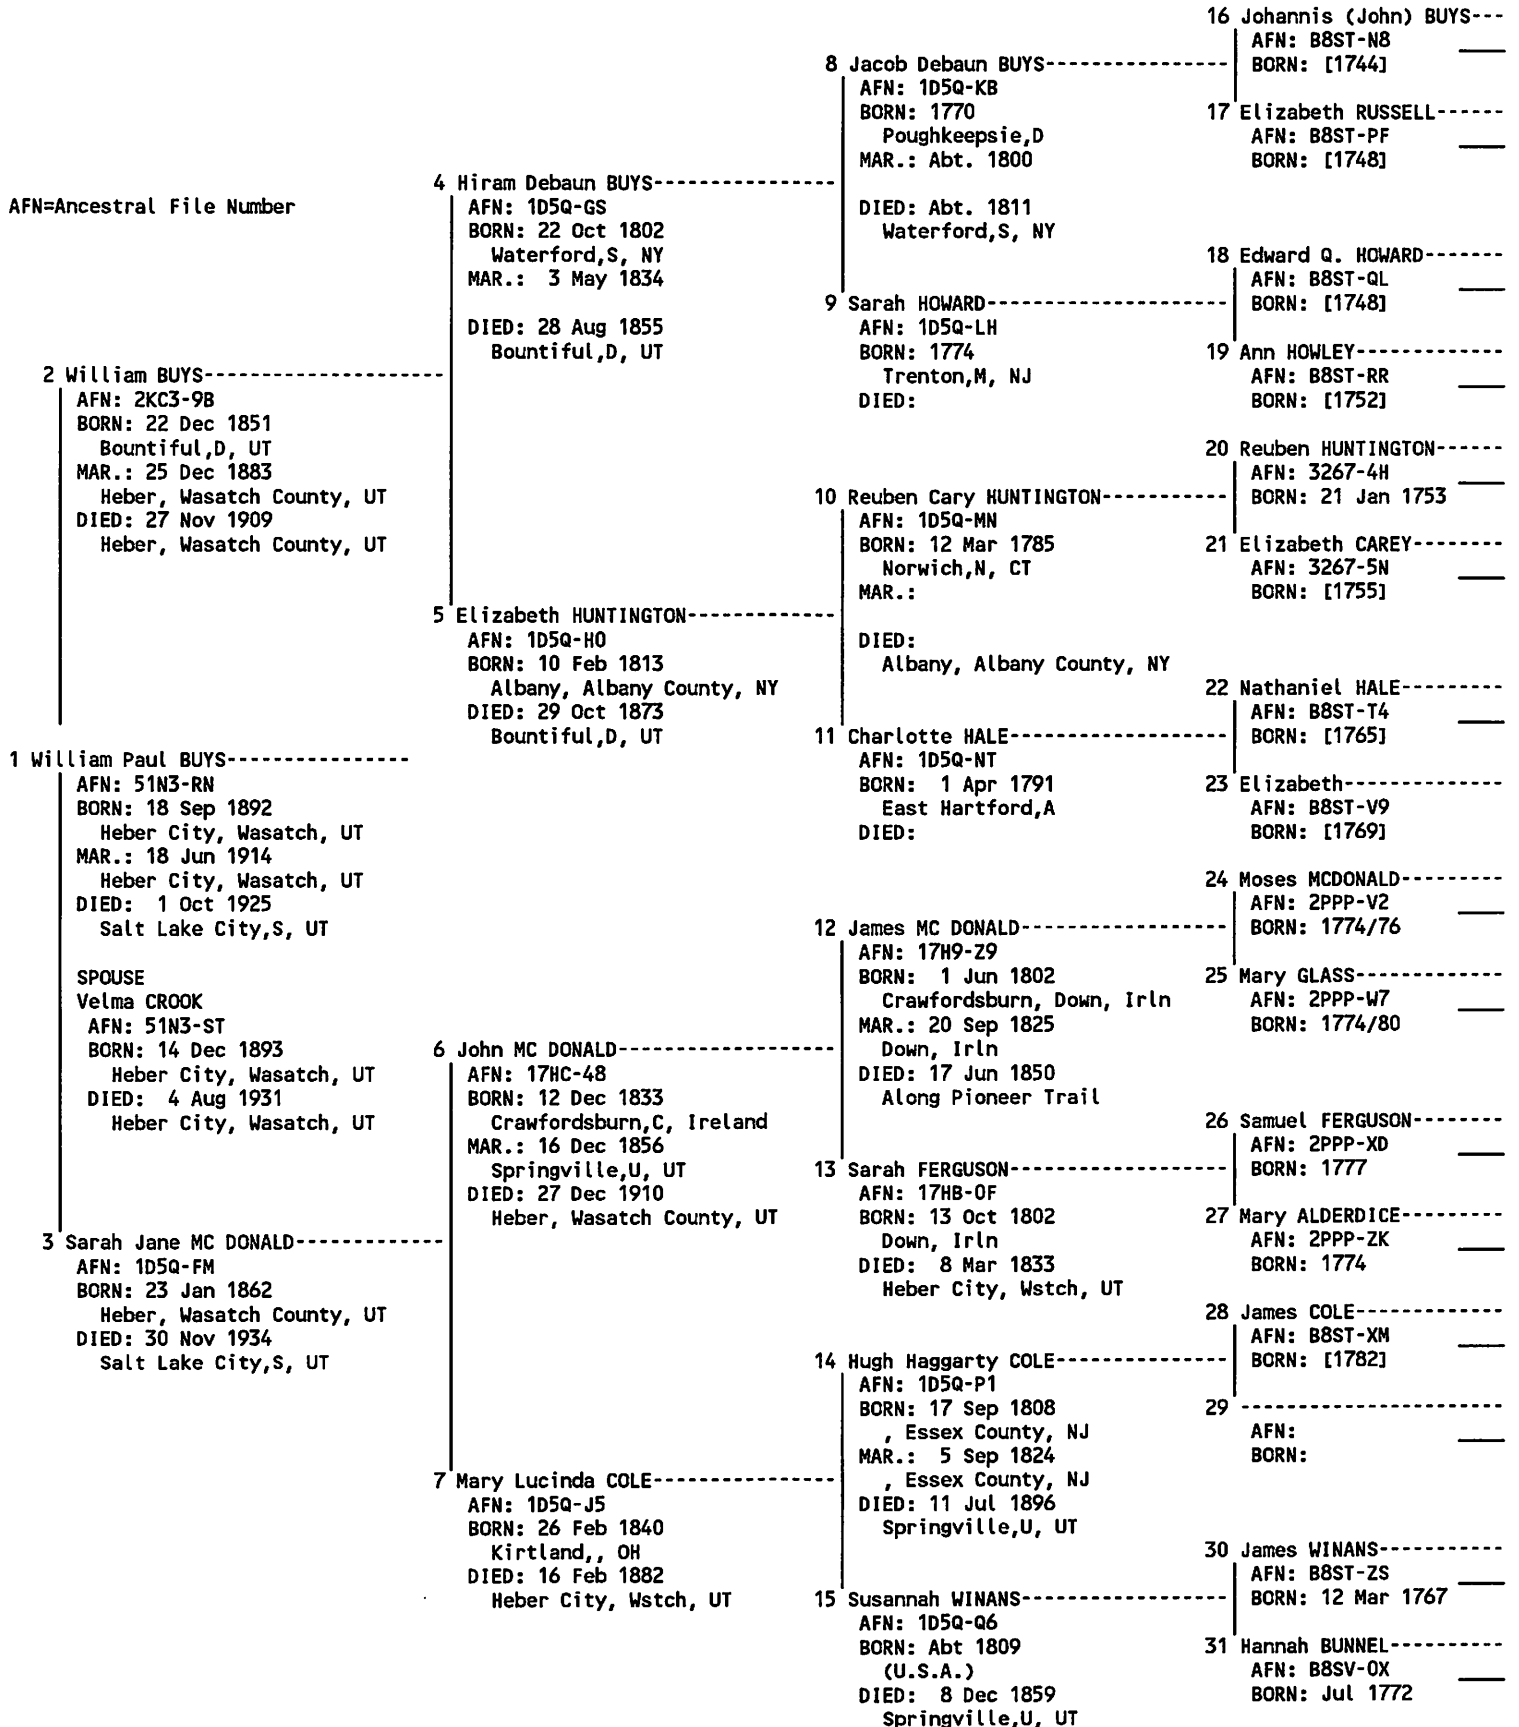 AFN=Ancestral File Number
1 William Paul BUYS----------------
AFN: 51N3-RN
BORN: 18 Sep 1892
Heber City, Wasatch, UT
MAR.: 18 Jun 1914
Heber City, Wasatch, UT
DIED: 1 Oct 1925
Salt Lake City,S, UT
SPOUSE
Velma CROOK
AFN: 51N3-ST
BORN: 14 Dec 1893
Heber City, Wasatch, UT
DIED: 4 Aug 1931
Heber City, Wasatch, UT
2 William BUYS---------------------
AFN: 2KC3-9B
BORN: 22 Dec 1851
Bountiful,D, UT
MAR.: 25 Dec 1883
Heber, Wasatch County, UT
DIED: 27 Nov 1909
Heber, Wasatch County, UT
3 Sarah Jane MC DONALD-------------
AFN: 1D5Q-FM
BORN: 23 Jan 1862
Heber, Wasatch County, UT
DIED: 30 Nov 1934
Salt Lake City,S, UT
4 Hiram Debaun BUYS----------------
AFN: 1D5Q-GS
BORN: 22 Oct 1802
Waterford,S, NY
MAR.: 3 May 1834
DIED: 28 Aug 1855
Bountiful,D, UT
5 Elizabeth HUNTINGTON-------------
AFN: 1D5Q-H0
BORN: 10 Feb 1813
Albany, Albany County, NY
DIED: 29 Oct 1873
Bountiful,D, UT
6 John MC DONALD-------------------
AFN: 17HC-48
BORN: 12 Dec 1833
Crawfordsburn,C, Ireland
MAR.: 16 Dec 1856
Springville,U, UT
DIED: 27 Dec 1910
Heber, Wasatch County, UT
7 Mary Lucinda COLE----------------
AFN: 1D5Q-J5
BORN: 26 Feb 1840
Kirtland,, OH
DIED: 16 Feb 1882
Heber City, Wstch, UT
8 Jacob Debaun BUYS----------------
AFN: 1D5Q-KB
BORN: 1770
Poughkeepsie,D
MAR.: Abt. 1800
DIED: Abt. 1811
Waterford,S, NY
9 Sarah HOWARD---------------------
AFN: 1D5Q-LH
BORN: 1774
Trenton,M, NJ
DIED:
10 Reuben Cary HUNTINGTON-----------
AFN: 1D5Q-MN
BORN: 12 Mar 1785
Norwich,N, CT
MAR.:
DIED:
Albany, Albany County, NY
11 Charlotte HALE-------------------
AFN: 1D5Q-NT
BORN: 1 Apr 1791
East Hartford,A
DIED:
12 James MC DONALD------------------
AFN: 17H9-Z9
BORN: 1 Jun 1802
Crawfordsburn, Down, Irln
MAR.: 20 Sep 1825
Down, Irln
DIED: 17 Jun 1850
Along Pioneer Trail
13 Sarah FERGUSON-------------------
AFN: 17HB-0F
BORN: 13 Oct 1802
Down, Irln
DIED: 8 Mar 1833
Heber City, Wstch, UT
14 Hugh Haggarty COLE---------------
AFN: 1D5Q-P1
BORN: 17 Sep 1808
, Essex County, NJ
MAR.: 5 Sep 1824
, Essex County, NJ
DIED: 11 Jul 1896
Springville,U, UT
15 Susannah WINANS------------------
AFN: 1D5Q-Q6
BORN: Abt 1809
(U.S.A.)
DIED: 8 Dec 1859
Springville,U, UT
16 Johannis (John) BUYS---
AFN: B8ST-N8
BORN: [1744]
17 Elizabeth RUSSELL------
AFN: B8ST-PF
BORN: [1748]
18 Edward Q. HOWARD-------
AFN: B8ST-QL
BORN: [1748]
19 Ann HOWLEY-------------
AFN: B8ST-RR
BORN: [1752]
20 Reuben HUNTINGTON------
AFN: 3267-4H
BORN: 21 Jan 1753
21 Elizabeth CAREY--------
AFN: 3267-5N
BORN: [1755]
22 Nathaniel HALE---------
AFN: B8ST-T4
BORN: [1765]
23 Elizabeth--------------
AFN: B8ST-V9
BORN: [1769]
24 Moses MCDONALD---------
AFN: 2PPP-V2
BORN: 1774/76
25 Mary GLASS-------------
AFN: 2PPP-W7
BORN: 1774/80
26 Samuel FERGUSON--------
AFN: 2PPP-XD
BORN: 1777
27 Mary ALDERDICE---------
AFN: 2PPP-ZK
BORN: 1774
28 James COLE-------------
AFN: B8ST-XM
BORN: [1782]
29 -----------------------
AFN:
BORN:
30 James WINANS-----------
AFN: B8ST-ZS
BORN: 12 Mar 1767
31 Hannah BUNNEL----------
AFN: B8SV-0X
BORN: Jul 1772